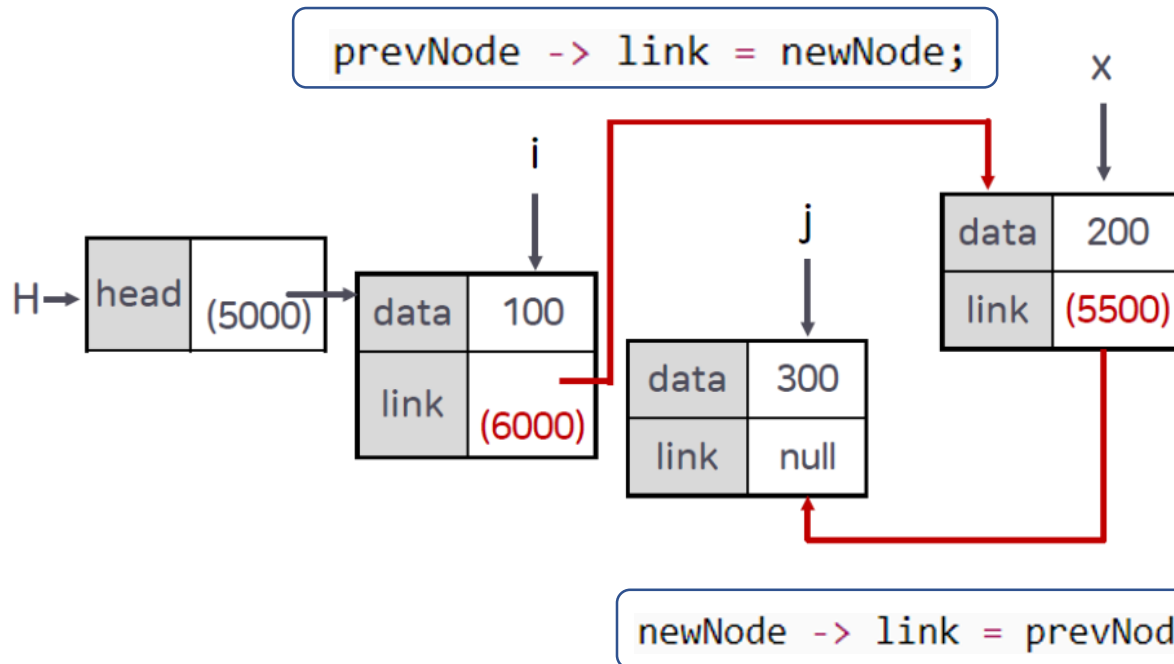 prevNode -> link = newNode;
x
i
j
H
head
(5000)
data
100
link
(6000)
data
300
link
null
data
200
link
(5500)
newNode -> link = prevNod